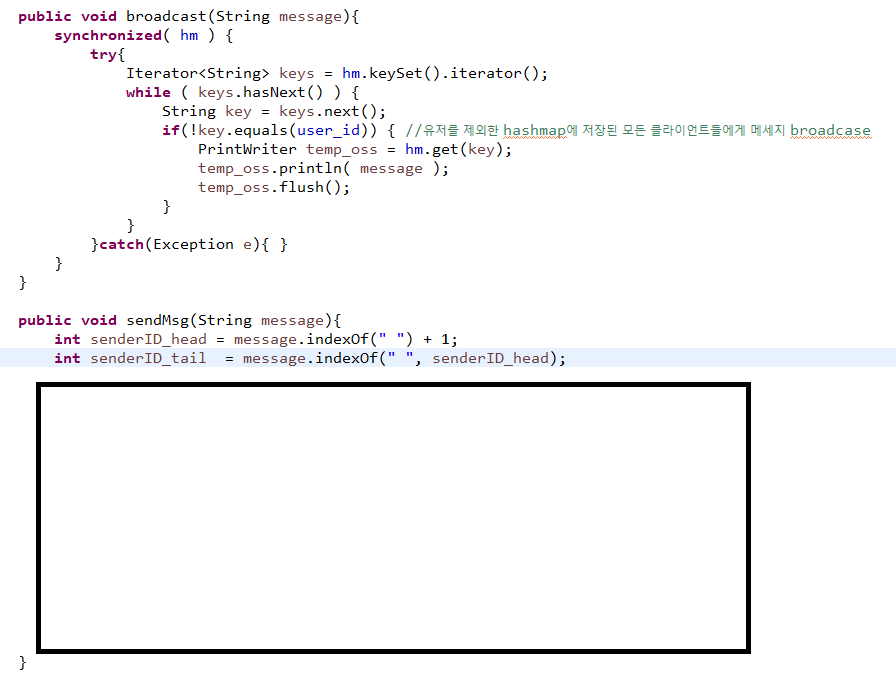 public void broadcast(String message){
synchronized( hm ) {
try{
Iterator<String> keys = hm.keySet().iterator();
while ( keys.hasNext() ) {
String key = keys.next();
if(!key.equals(user_id)) { //유저를 제외한 hashmap에 저장된 모든 클라이언트들에게 메세지 broadcase
PrintWriter temp_oss = hm.get(key);
temp_oss.println( message );
temp_oss.flush();
}
}
}catch(Exception e){ }
}
}
public void sendMsg(String message){
int senderID_head = message.indexOf(" ") + 1;
int senderID_tail  = message.indexOf(" ", senderID_head);
}